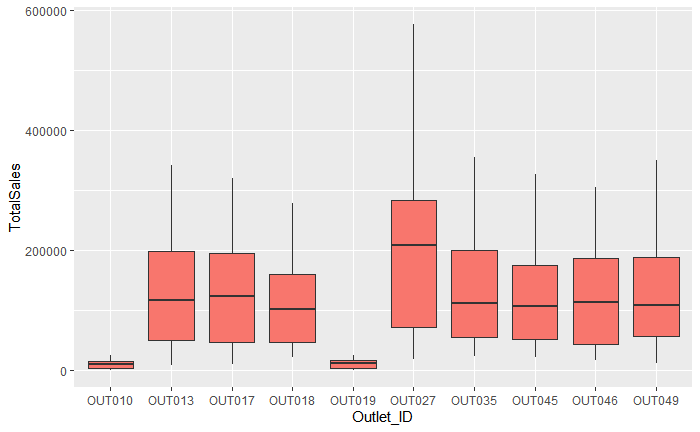 600000
400000
200000
0
TotalSales
OUT010 OUT013 OUT017 OUT018 OUT019 OUT027 OUT035 OUT045 OUT046 OUT049
Outlet_ID